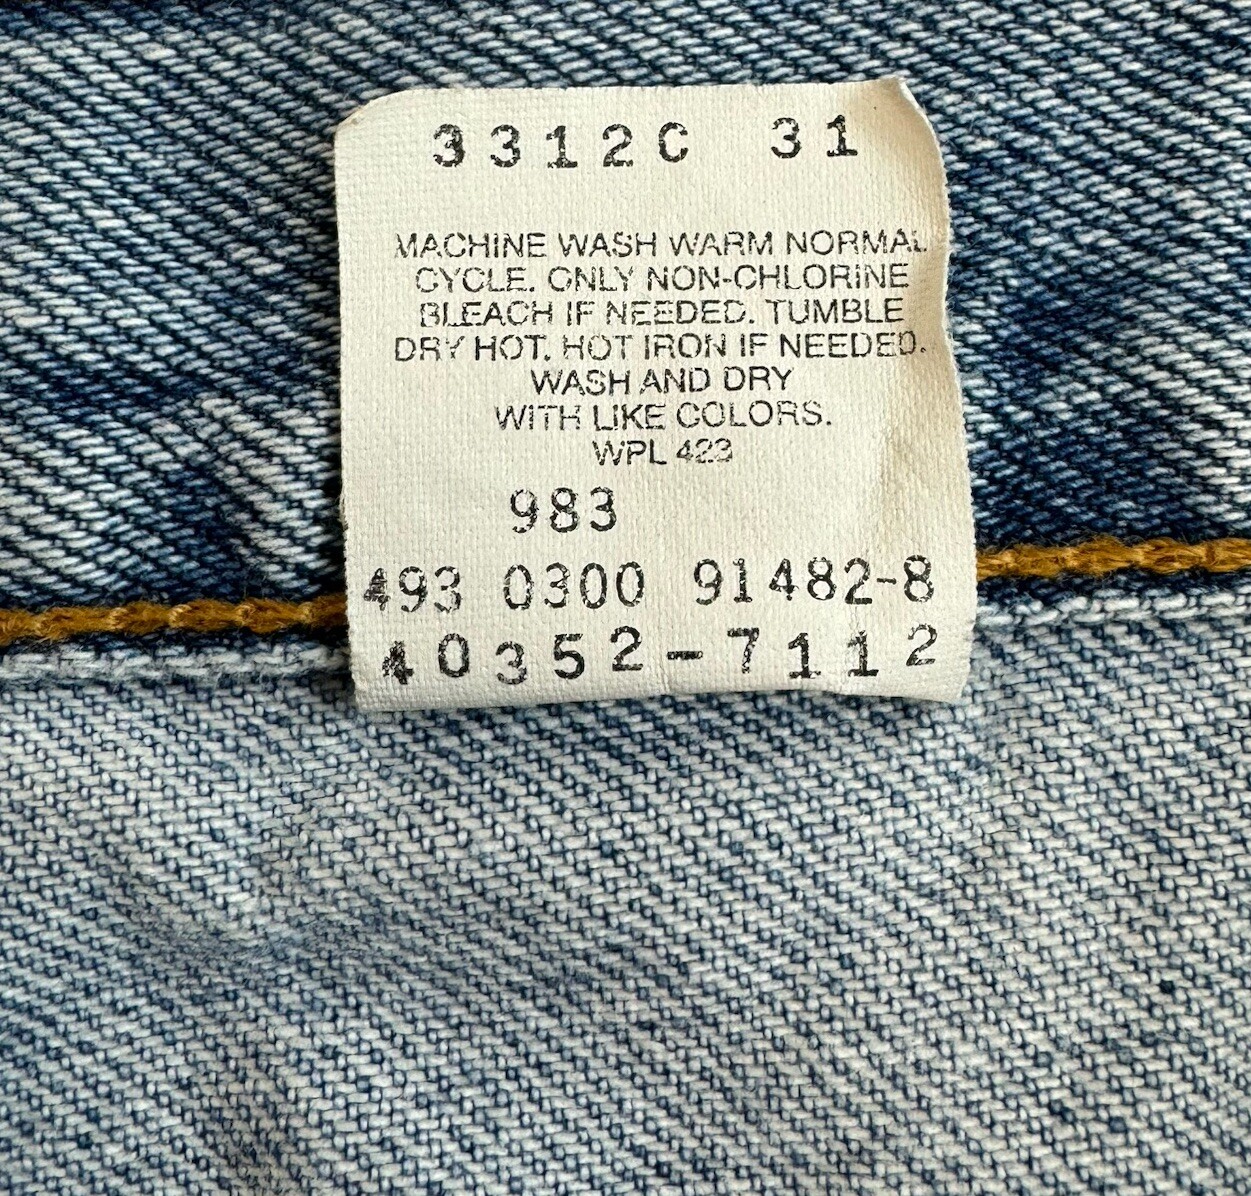 3312C 31
MACHINE WASH WARM NORMAL
CYCLE. ONLY NON-CHLORINE
BLEACH IF NEEDED. TUMBLE
DRY HOT. HOT IRON IF NEEDED.
WASH AND DRY
WITH LIKE COLORS.
WPL 423
983
493 0300 91482-8
40352-7112